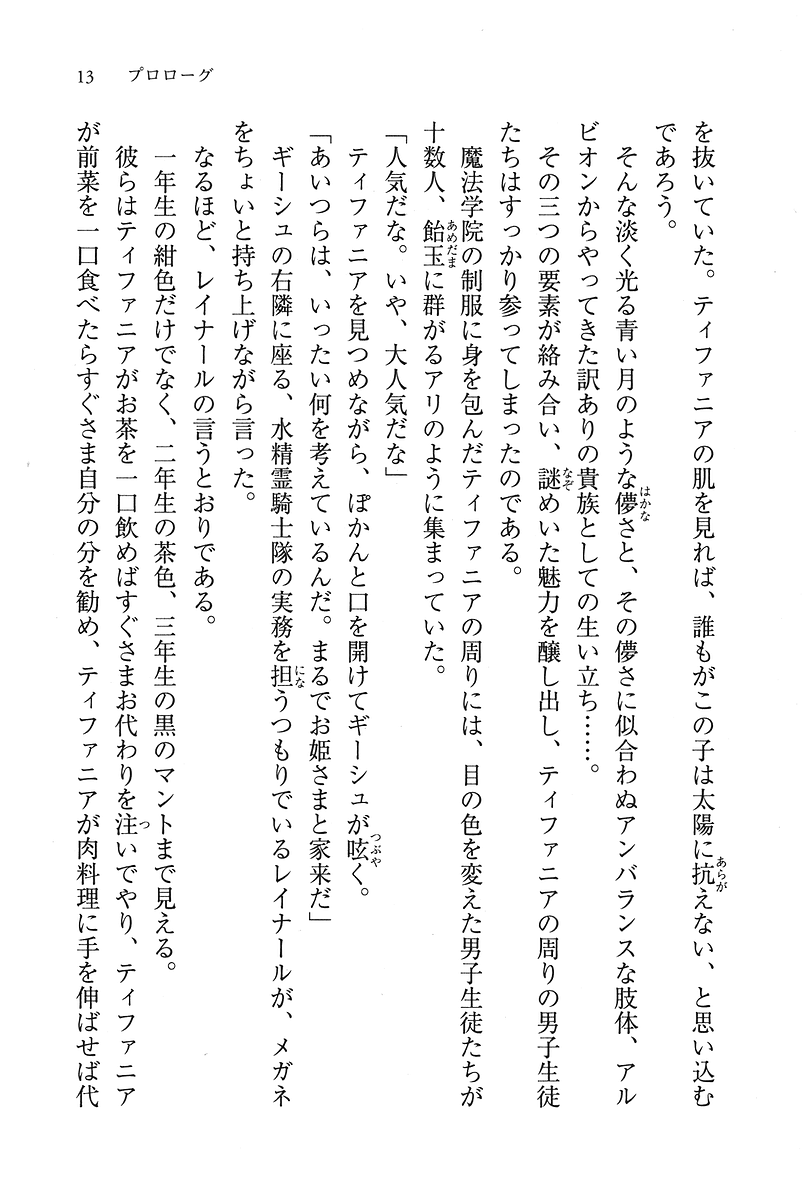 13　プロローグ
を抜いていた。ティファニアの肌を見れば、誰もがこの子は太陽に抗えない、と思い込む
であろう。
　そんな淡く光る青い月のような儚さと、その儚さに似合わぬアンバランスな肢体、アル
ビオンからやってきた訳ありの貴族としての生い立ち……。
　その三つの要素が絡み合い、謎めいた魅力を醸し出し、ティファニアの周りの男子生徒
たちはすっかり参ってしまったのである。
　魔法学院の制服に身を包んだティファニアの周りには、目の色を変えた男子生徒たちが
十数人、飴玉に群がるアリのように集まっていた。
「人気だな。いや、大人気だな」
　ティファニアを見つめながら、ぽかんと口を開けてギーシュが呟く。
「あいつらは、いったい何を考えているんだ。まるでお姫さまと家来だ」
　ギーシュの右隣に座る、水精霊騎士隊の実務を担うつもりでいるレイナールが、メガネ
をちょいと持ち上げながら言った。
　なるほど、レイナールの言うとおりである。
　一年生の紺色だけでなく、二年生の茶色、三年生の黒のマントまで見える。
　彼らはティファニアがお茶を一口飲めばすぐさまお代わりを注いでやり、ティファニア
が前菜を一口食べたらすぐさま自分の分を勧め、ティファニアが肉料理に手を伸ばせば代